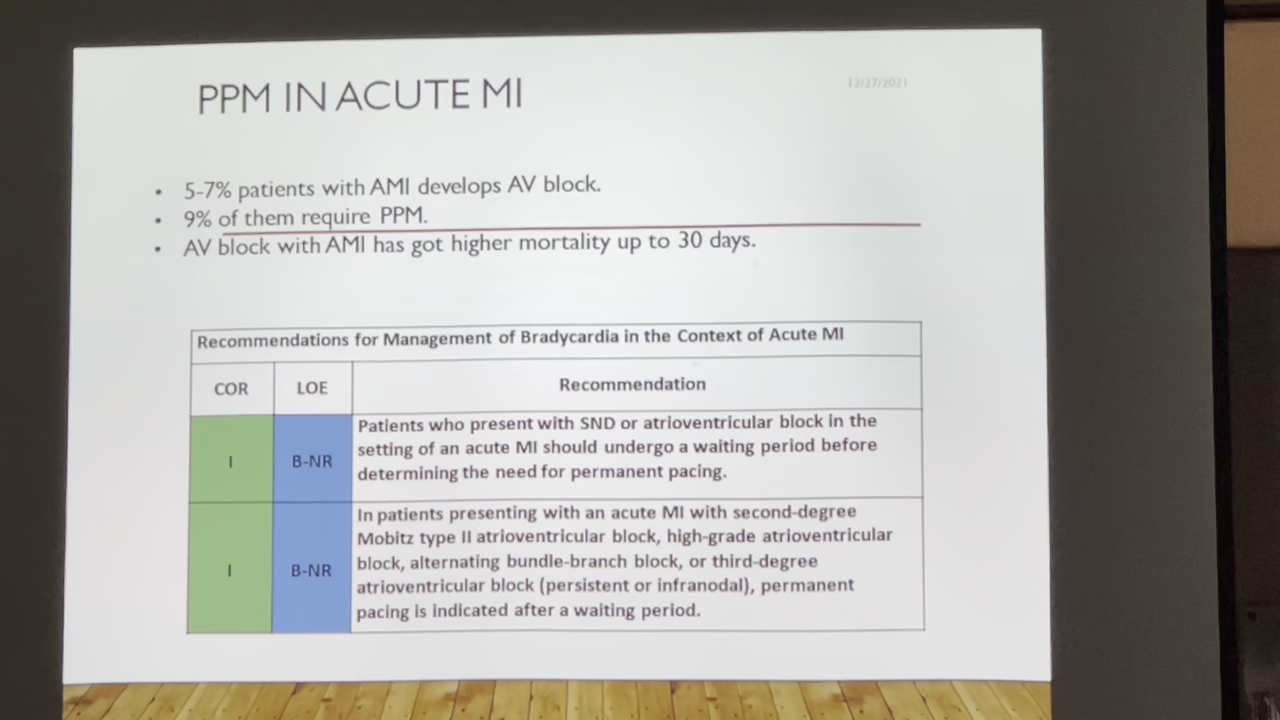 PPM IN ACUTE MI
12/27/2021
• 5-7% patients with AMI develops AV block.
• 9% of them require PPM.
• AV block with AMI has got higher mortality up to 30 days.
Recommendations for Management of Bradycardia in the Context of Acute MI
COR LOE Recommendation
I B-NR
Patients who present with SND or atrioventricular block in the
setting of an acute MI should undergo a waiting period before
determining the need for permanent pacing.
I B-NR
In patients presenting with an acute MI with second-degree
Mobitz type II atrioventricular block, high-grade atrioventricular
block, alternating bundle-branch block, or third-degree
atrioventricular block (persistent or infranodal), permanent
pacing is indicated after a waiting period.